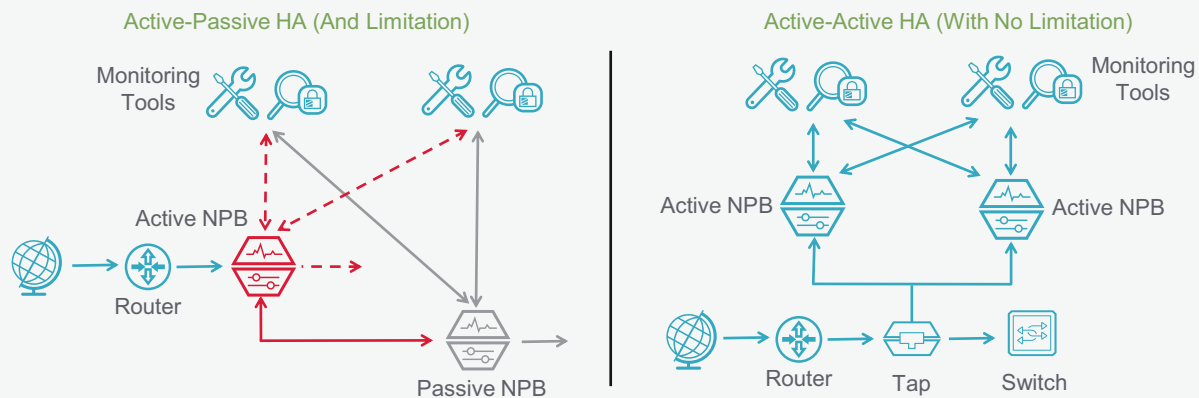 Active-Passive HA (And Limitation)
Monitoring
Tools
Active NPB
Router
Passive NPB
Active-Active HA (With No Limitation)
Monitoring
Tools
Active NPB
Active NPB
Router
Tap
Switch